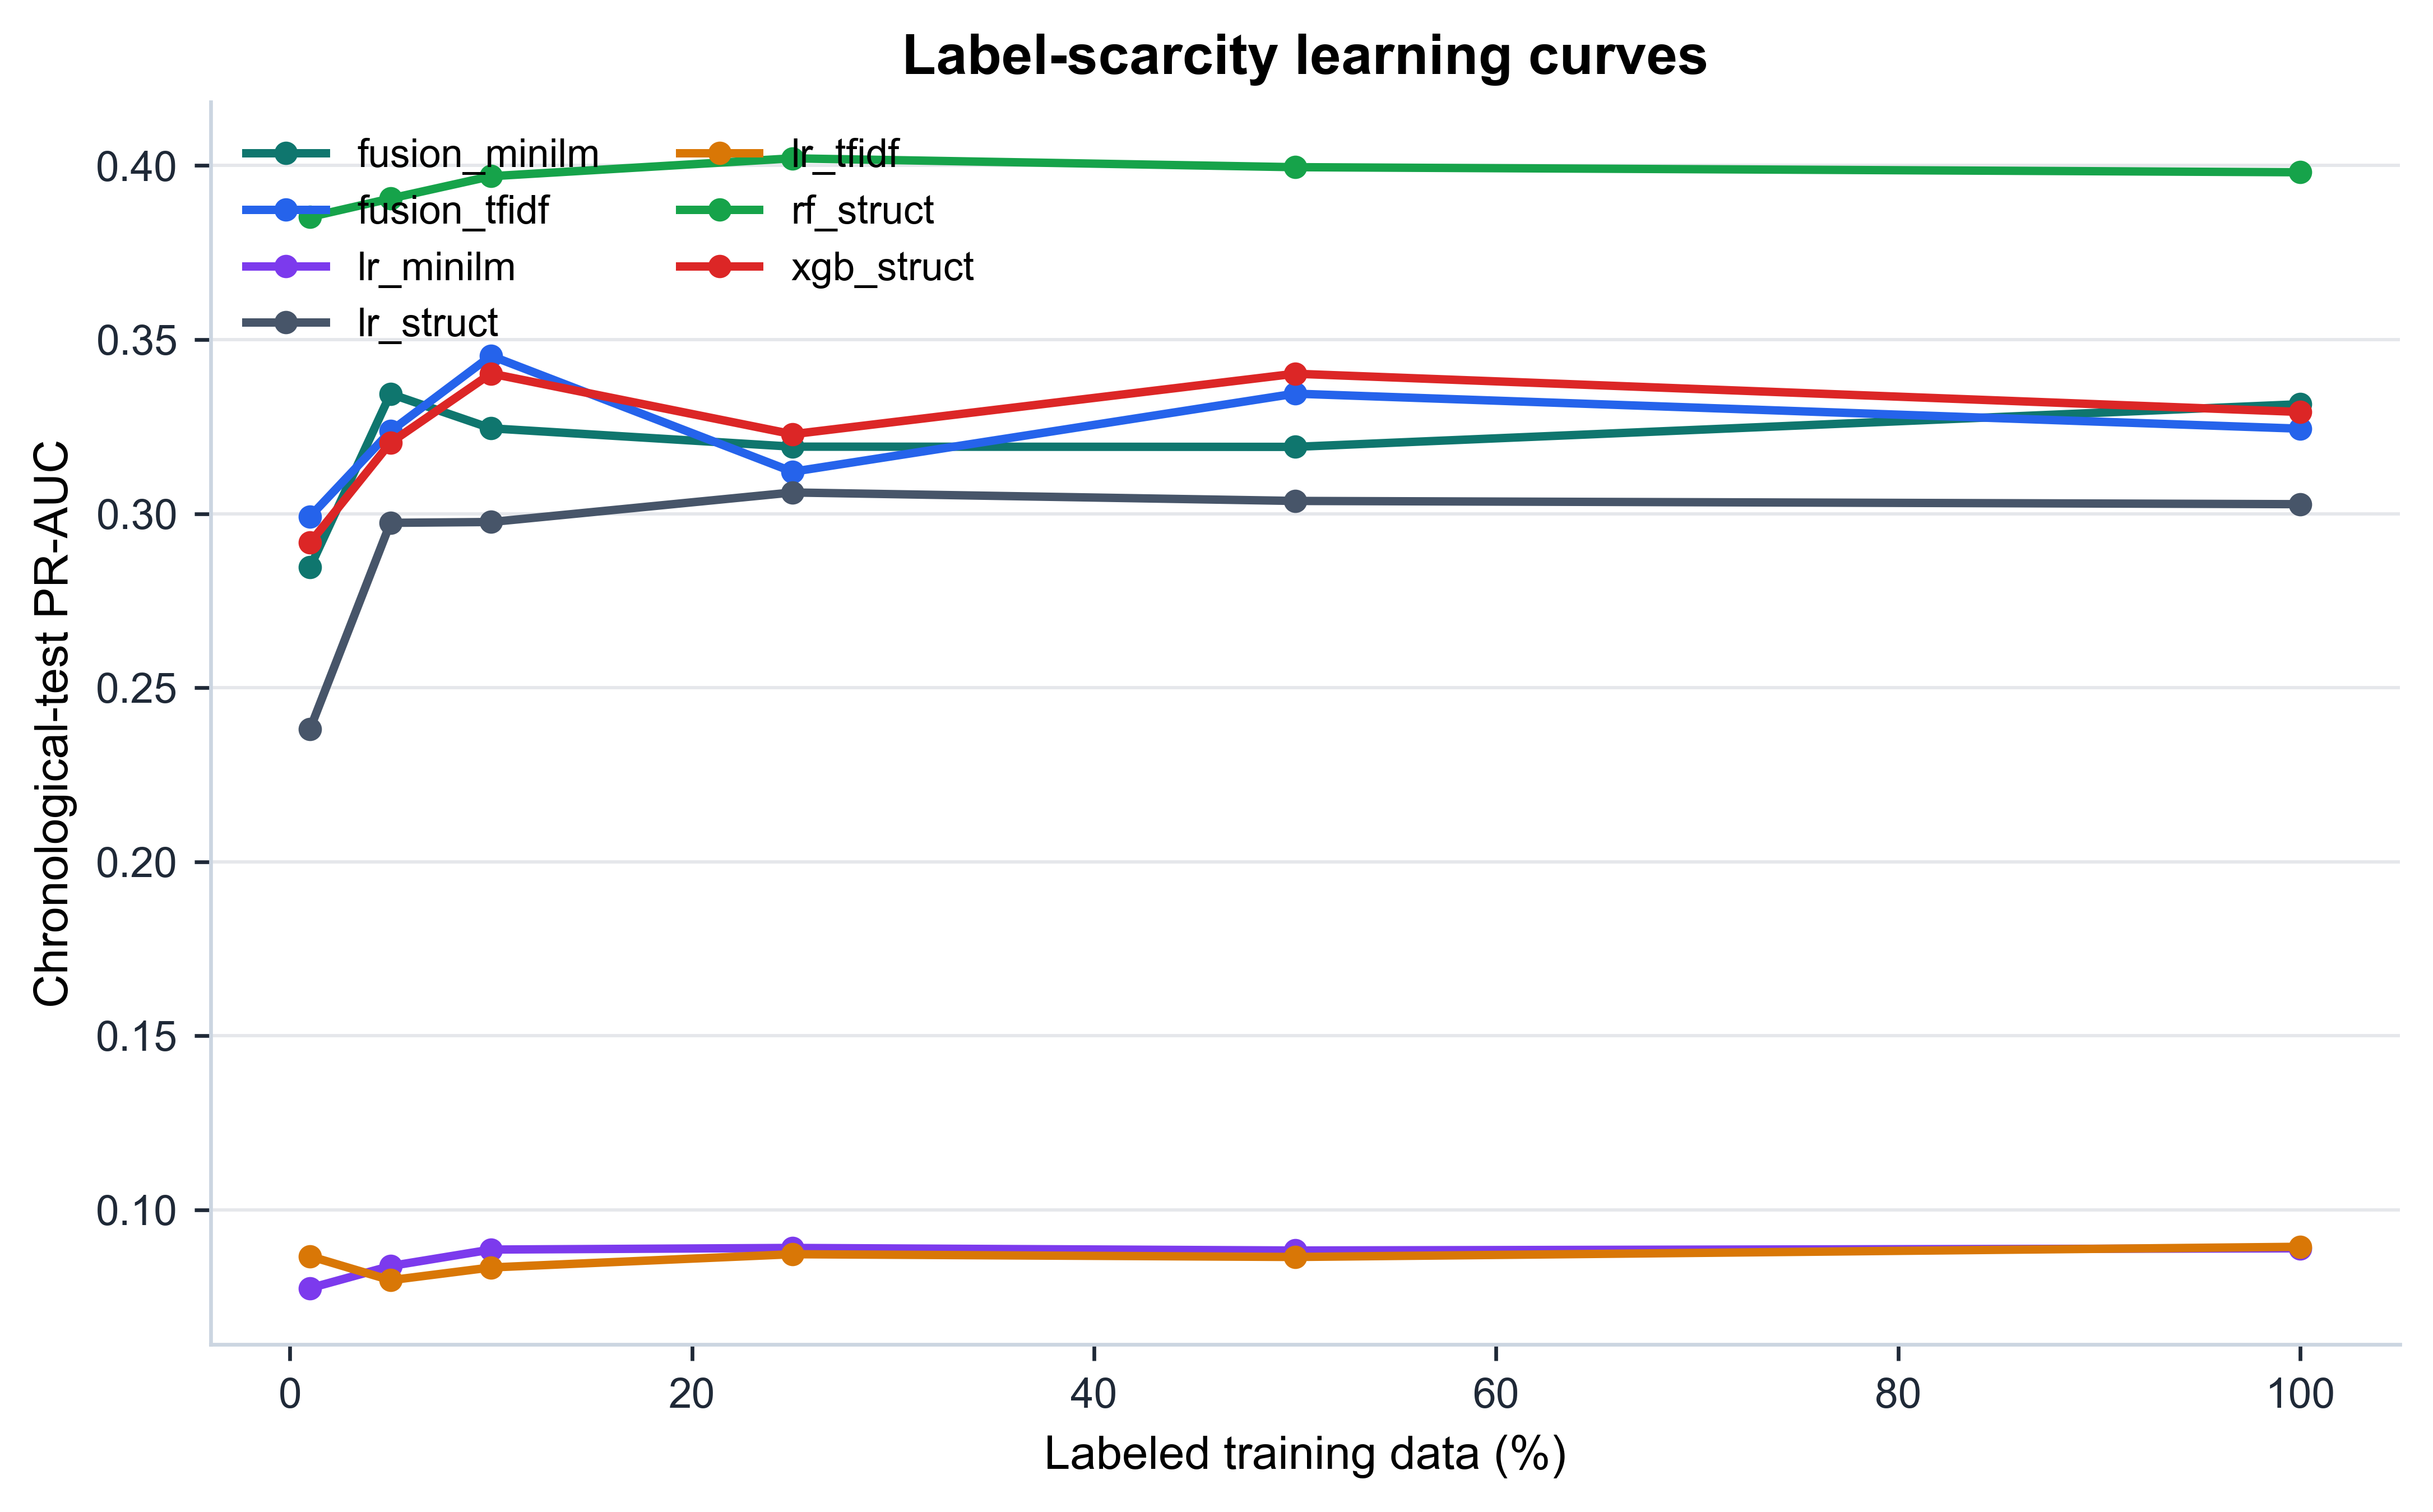 Label-scarcity learning curves
fusion_minilm
fusion_tfidf
lr_minilm
lr_struct
lr_tfidf
rf_struct
xgb_struct
Chronological-test PR-AUC
0.40
0.35
0.30
0.25
0.20
0.15
0.10
0 20 40 60 80 100
Labeled training data (%)